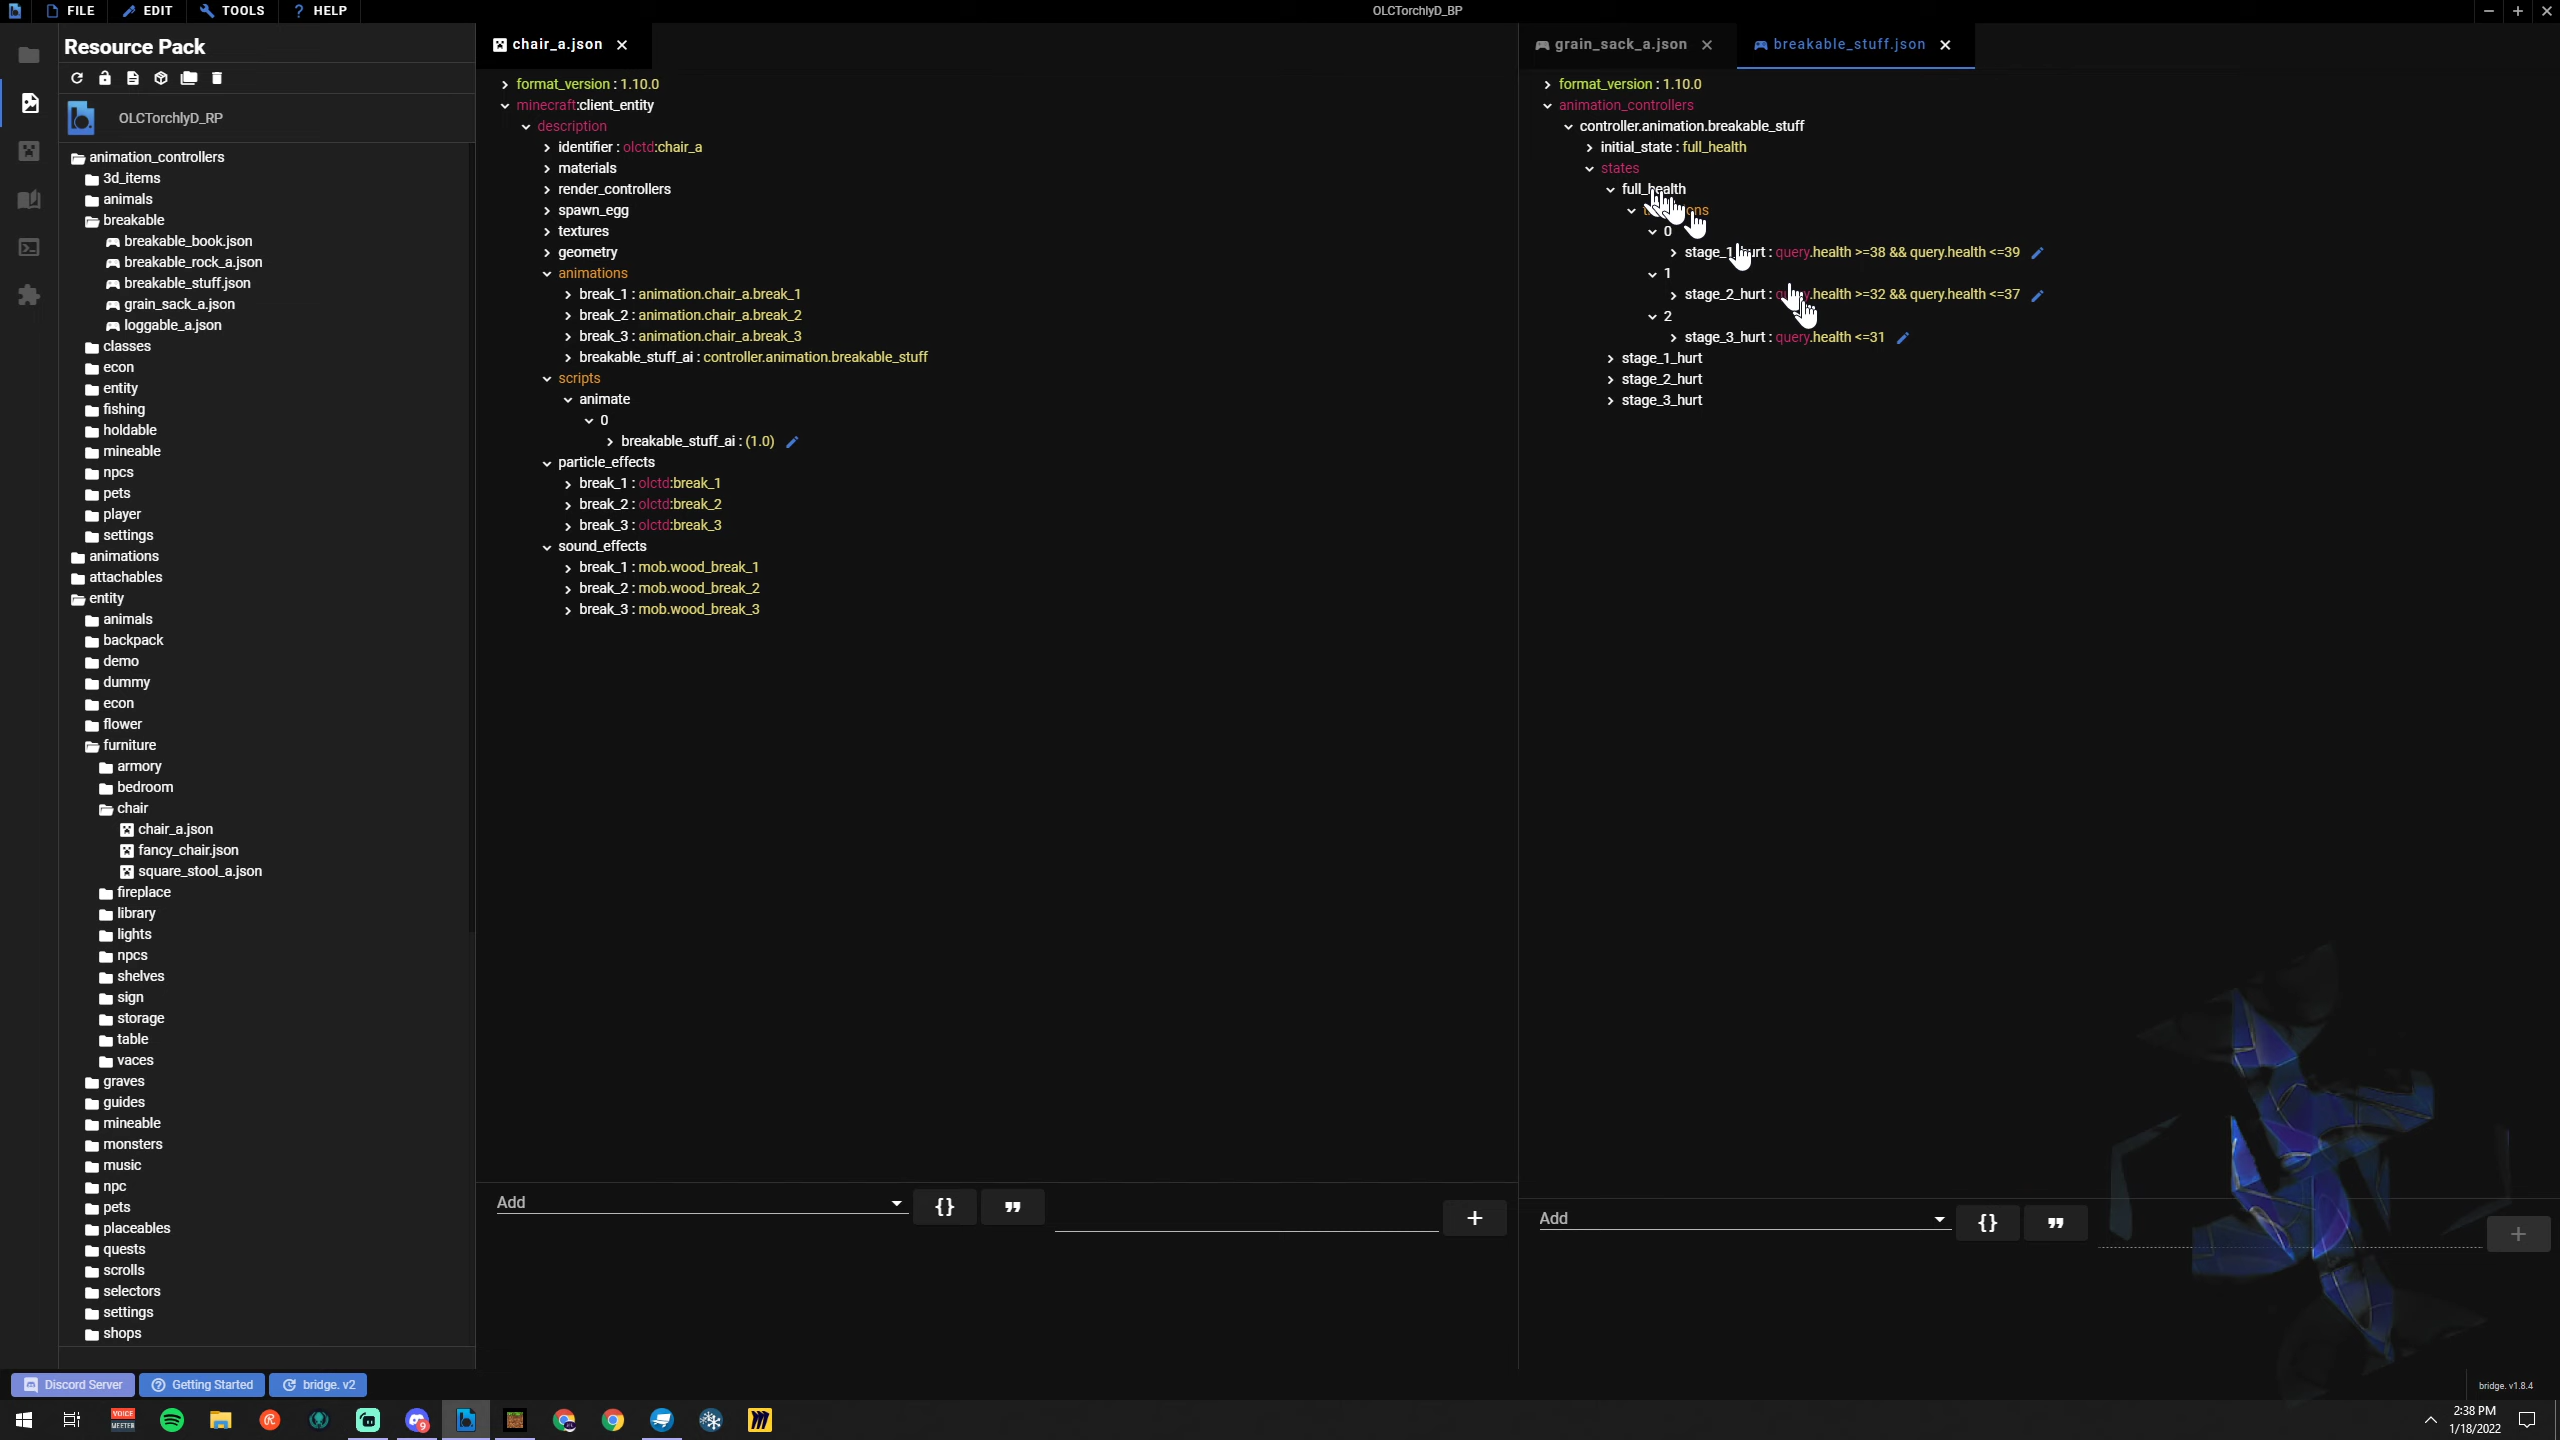 FILE EDIT TOOLS ? HELP OLCTorchlyD_BP
Resource Pack
OLCTorchlyD_RP
animation_controllers
3d_items
animals
breakable
breakable_book.json
breakable_rock_a.json
breakable_stuff.json
grain_sack_a.json
loggable_a.json
classes
econ
entity
fishing
holdable
mineable
npcs
pets
player
settings
animations
attachables
entity
animals
backpack
demo
dummy
econ
flower
furniture
armory
bedroom
chair
chair_a.json
fancy_chair.json
square_stool_a.json
fireplace
library
lights
npcs
shelves
sign
storage
table
vaces
graves
guides
mineable
monsters
music
npc
pets
placeables
quests
scrolls
selectors
settings
shops
chair_a.json
format_version : 1.10.0
minecraft:client_entity
description
identifier : olctd:chair_a
materials
render_controllers
spawn_egg
textures
geometry
animations
break_1 : animation.chair_a.break_1
break_2 : animation.chair_a.break_2
break_3 : animation.chair_a.break_3
breakable_stuff_ai : controller.animation.breakable_stuff
scripts
animate
0
breakable_stuff_ai : (1.0)
particle_effects
break_1 : olctd:break_1
break_2 : olctd:break_2
break_3 : olctd:break_3
sound_effects
break_1 : mob.wood_break_1
break_2 : mob.wood_break_2
break_3 : mob.wood_break_3
Add {} +
grain_sack_a.json breakable_stuff.json
format_version : 1.10.0
animation_controllers
controller.animation.breakable_stuff
initial_state : full_health
states
full_health
0
stage_1_hurt : query.health >=38 && query.health <=39
1
stage_2_hurt : query.health >=32 && query.health <=37
2
stage_3_hurt : query.health <=31
stage_1_hurt
stage_2_hurt
stage_3_hurt
Add {} +
Discord Server Getting Started bridge. v2 bridge. v1.8.4
VOICE
MEETER
9
2:38 PM
1/18/2022